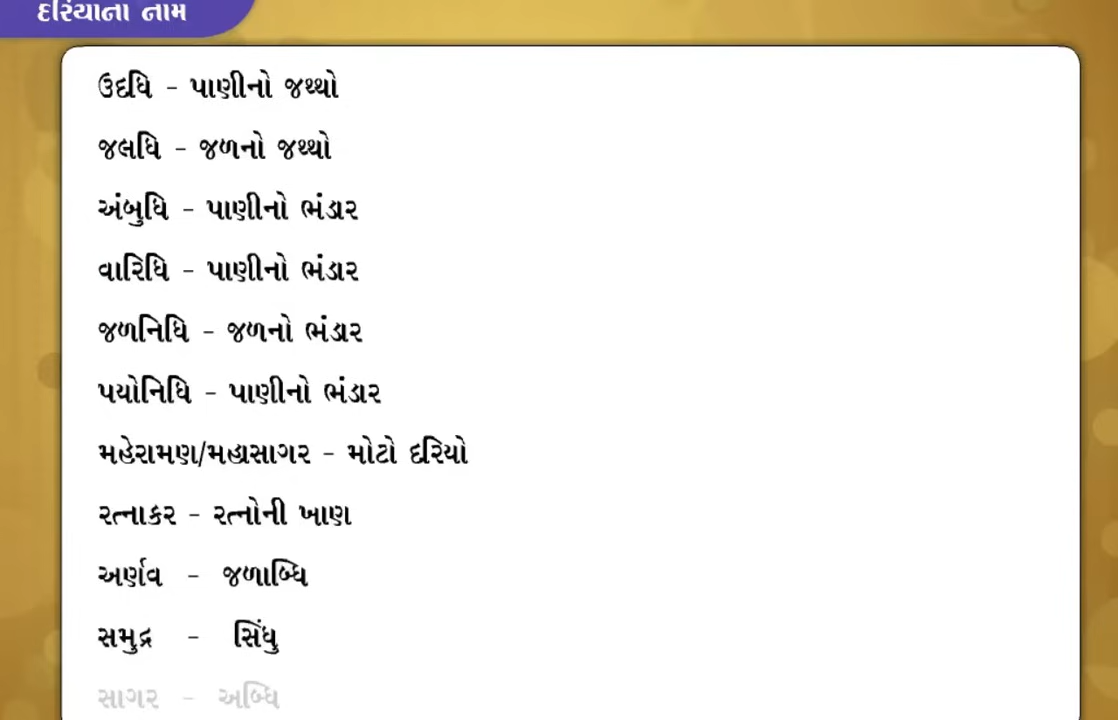 દરિયાના નામ
ઉદધિ - પાણીનો જથ્થો
જલધિ - જળનો જથ્થો
અંબુધિ - પાણીનો ભંડાર
વારિધિ - પાણીનો ભંડાર
જળનિધિ - જળનો ભંડાર
પયોનિધિ - પાણીનો ભંડાર
મહેરામણ/મહાસાગર - મોટો દરિયો
રત્નાકર - રત્નોની ખાણ
અર્ણવ - જળાબ્ધિ
સમુદ્ર - સિંધુ
સાગર - અબ્ધિ